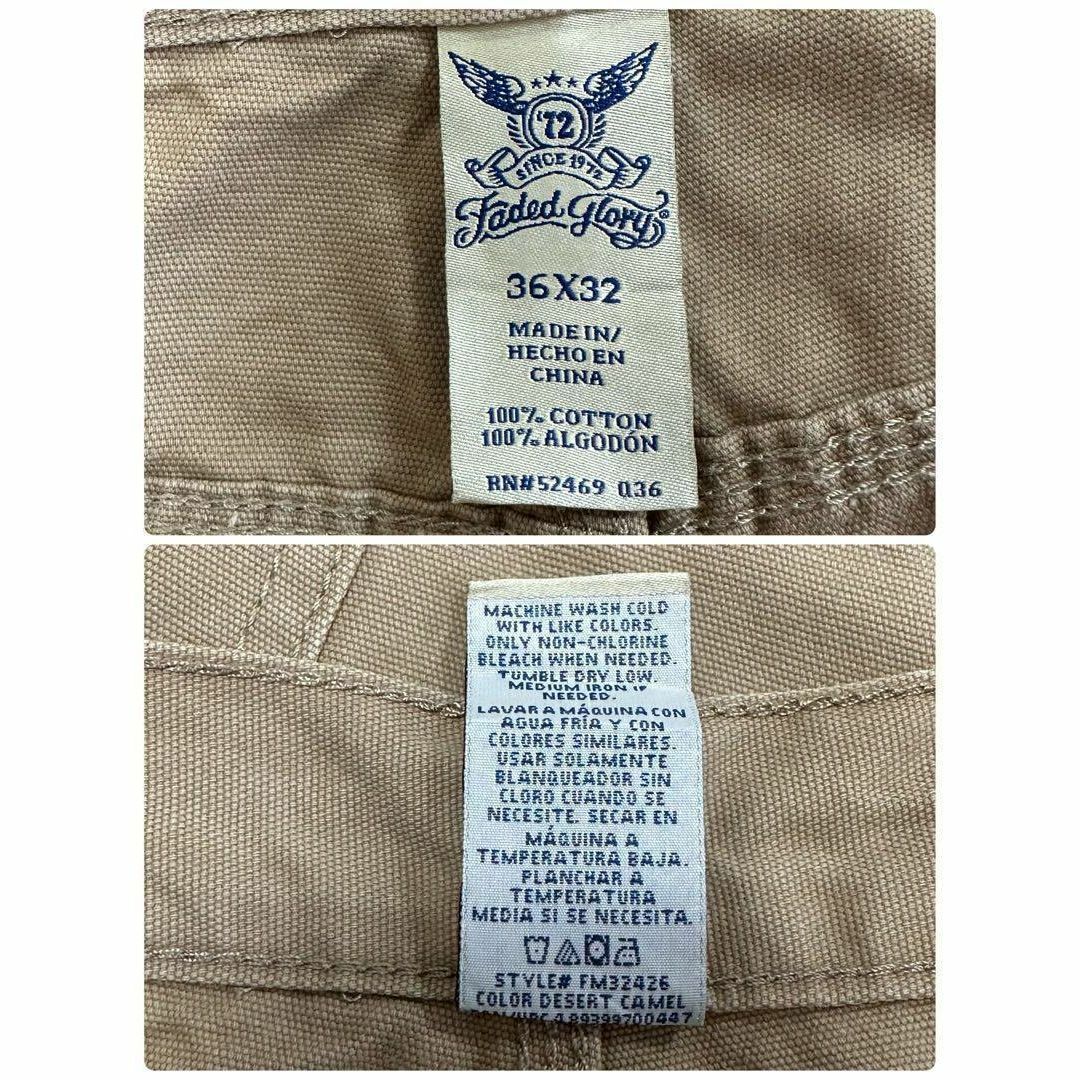 '72
SINCE 1972
Faded Glory®
36X32
MADE IN/
HECHO EN
CHINA
100% COTTON
100% ALGODÓN
RN#52469 Q36
MACHINE WASH COLD
WITH LIKE COLORS.
ONLY NON-CHLORINE
BLEACH WHEN NEEDED.
TUMBLE DRY LOW.
MEDIUM IRON IF
NEEDED.
LAVAR A MÁQUINA CON
AGUA FRÍA Y CON
COLORES SIMILARES.
USAR SOLAMENTE
BLANQUEADOR SIN
CLORO CUANDO SE
NECESITE. SECAR EN
MÁQUINA A
TEMPERATURA BAJA.
PLANCHAR A
TEMPERATURA
MEDIA SI SE NECESITA.
STYLE# FM32426
COLOR DESERT CAMEL
489399700447